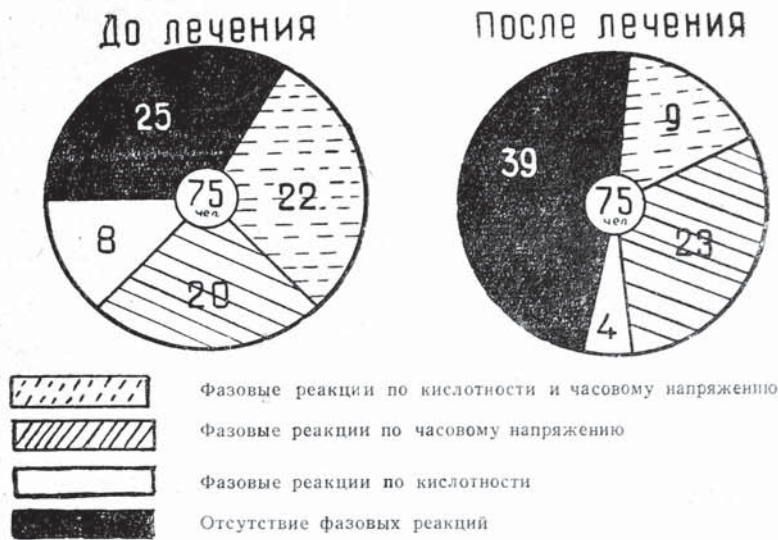 До лечения
25
22
75
чел
8
20
После лечения
39
9
75
чел.
23
4
Фазовые реакции по кислотности и часовому напряжению
Фазовые реакции по часовому напряжению
Фазовые реакции по кислотности
Отсутствие фазовых реакций